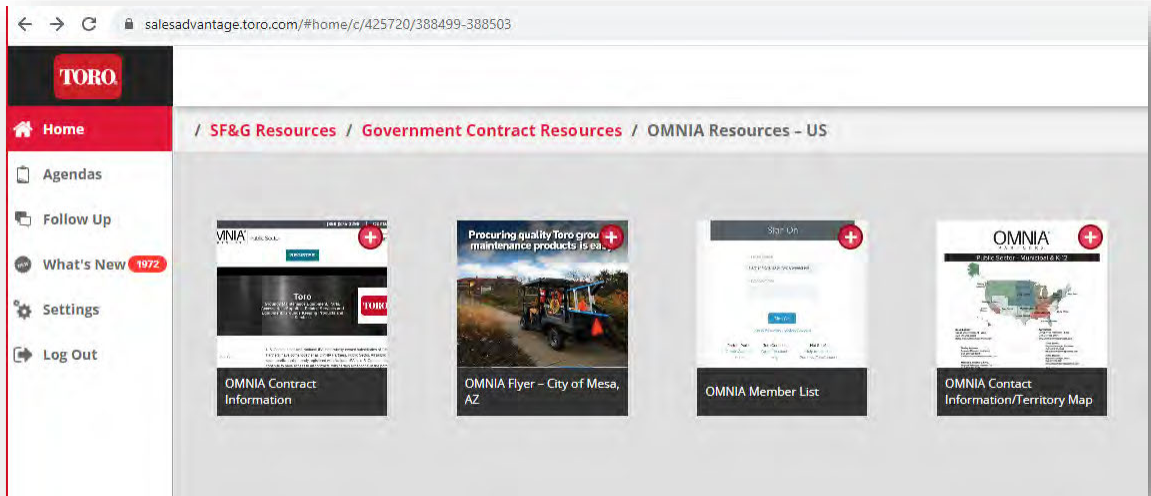 salesadvantage.toro.com/#home/c/425720/388499-388503
TORO
Home
/ SF&G Resources / Government Contract Resources / OMNIA Resources – US
Agendas
Follow Up
What's New 1972
Settings
Log Out
OMNIA Public Sector
Toro
TORO
OMNIA Contract
Information
Procuring quality Toro
maintenance products is
OMNIA Flyer – City of Mesa,
AZ
Sign On
OMNIA Member List
OMNIA
PARTNERS
Public Sector - Municipal & K-12
OMNIA Contact
Information/Territory Map